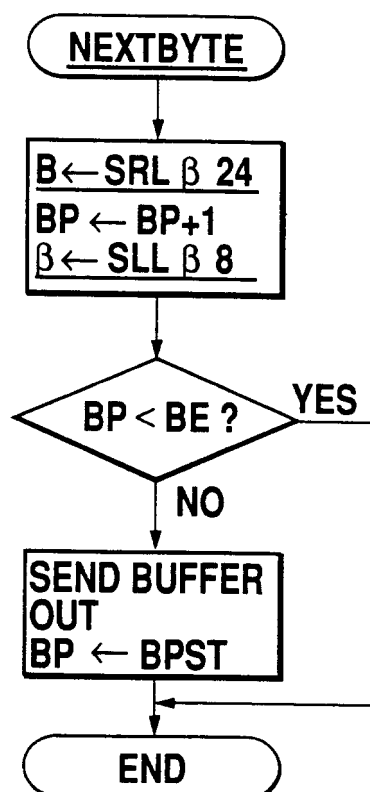 NEXTBYTE
B ← SRL β 24
BP ← BP+1
β ← SLL β 8
BP < BE ?
YES
NO
SEND BUFFER
OUT
BP ← BPST
END